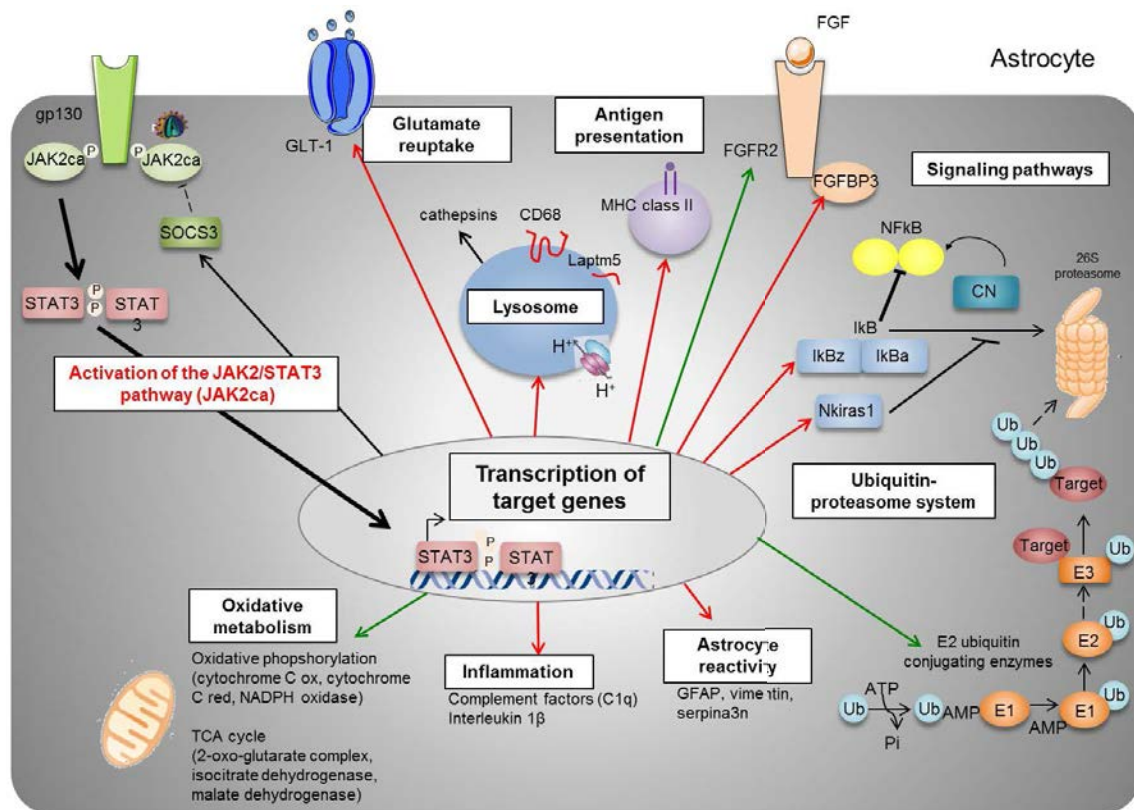 FGF
Astrocyte
gp130
JAK2ca
P
P
JAK2ca
GLT-1
Glutamate
reuptake
Antigen
presentation
FGFR2
FGFBP3
Signaling pathways
MHC class II
cathepsins
CD68
Laptm5
SOCS3
NFkB
CN
26S
proteasome
STAT3
P
P
STAT
3
Lysosome
H+
H+
IkB
IkBz
IkBa
Nkiras1
Activation of the JAK2/STAT3
pathway (JAK2ca)
Transcription of
target genes
Ubiquitin-
proteasome system
Ub
Ub
Ub
Target
STAT3
P
P
STAT
3
Target
Ub
E3
Oxidative
metabolism
Oxidative phopshorylation
(cytochrome C ox, cytochrome
C red, NADPH oxidase)
TCA cycle
(2-oxo-glutarate complex,
isocitrate dehydrogenase,
malate dehydrogenase)
Inflammation
Complement factors (C1q)
Interleukin 1β
Astrocyte
reactivity
GFAP, vimentin,
serpina3n
E2 ubiquitin
conjugating enzymes
E2
Ub
Ub
ATP
Pi
Ub
AMP
E1
AMP
E1
Ub